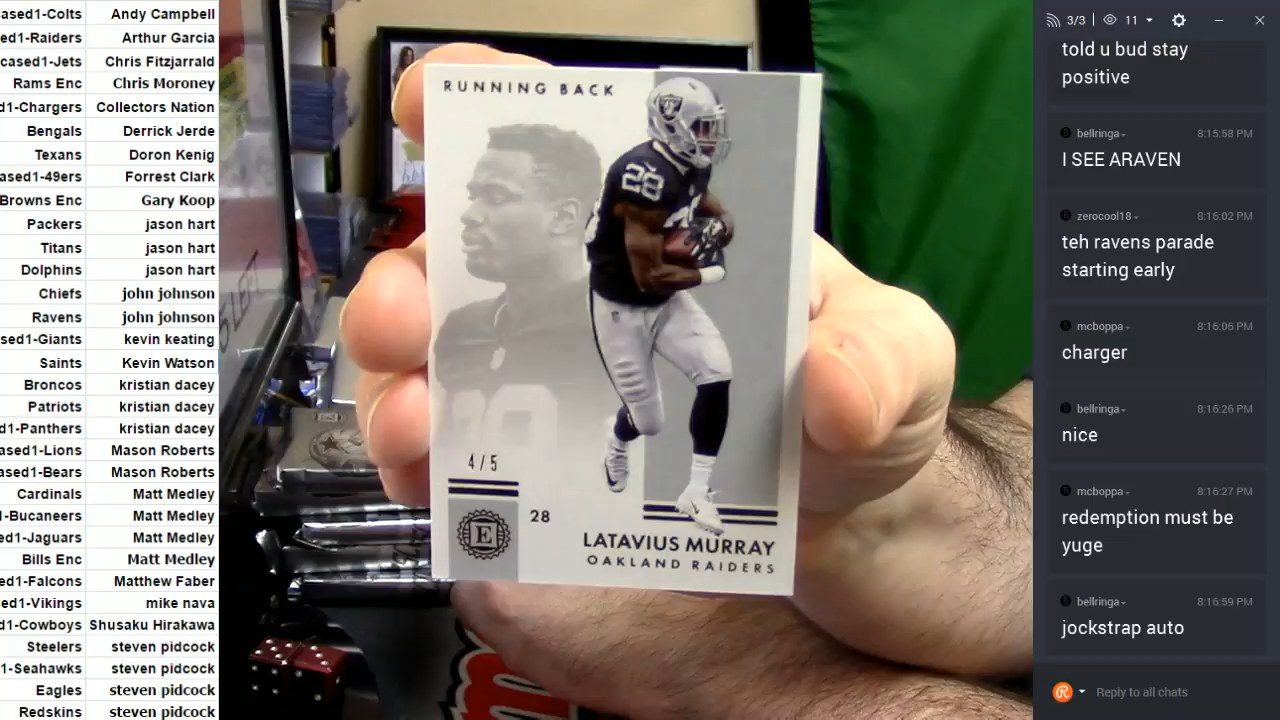 ased1-Colts Andy Campbell
ed1-Raiders Arthur Garcia
cased1-Jets Chris Fitzjarrald
Rams Enc Chris Moroney
d1-Chargers Collectors Nation
Bengals Derrick Jerde
Texans Doron Kenig
ased1-49ers Forrest Clark
Browns Enc Gary Koop
Packers jason hart
Titans jason hart
Dolphins jason hart
Chiefs john johnson
Ravens john johnson
sed1-Giants kevin keating
Saints Kevin Watson
Broncos kristian dacey
Patriots kristian dacey
d1-Panthers kristian dacey
ased1-Lions Mason Roberts
ased1-Bears Mason Roberts
Cardinals Matt Medley
1-Bucaneers Matt Medley
d1-Jaguars Matt Medley
Bills Enc Matt Medley
ed1-Falcons Matthew Faber
ed1-Vikings mike nava
d1-Cowboys Shusaku Hirakawa
Steelers steven pidcock
1-Seahawks steven pidcock
Eagles steven pidcock
Redskins steven pidcock
RUNNING BACK
28
4/5
E
28
LATAVIUS MURRAY
OAKLAND RAIDERS
3/3 11
told u bud stay
positive
bellringa 8:15:58 PM
I SEE ARAVEN
zerocool18 8:16:02 PM
teh ravens parade
starting early
mcboppa 8:16:06 PM
charger
bellringa 8:16:26 PM
nice
mcboppa 8:16:27 PM
redemption must be
yuge
bellringa 8:16:59 PM
jockstrap auto
Reply to all chats